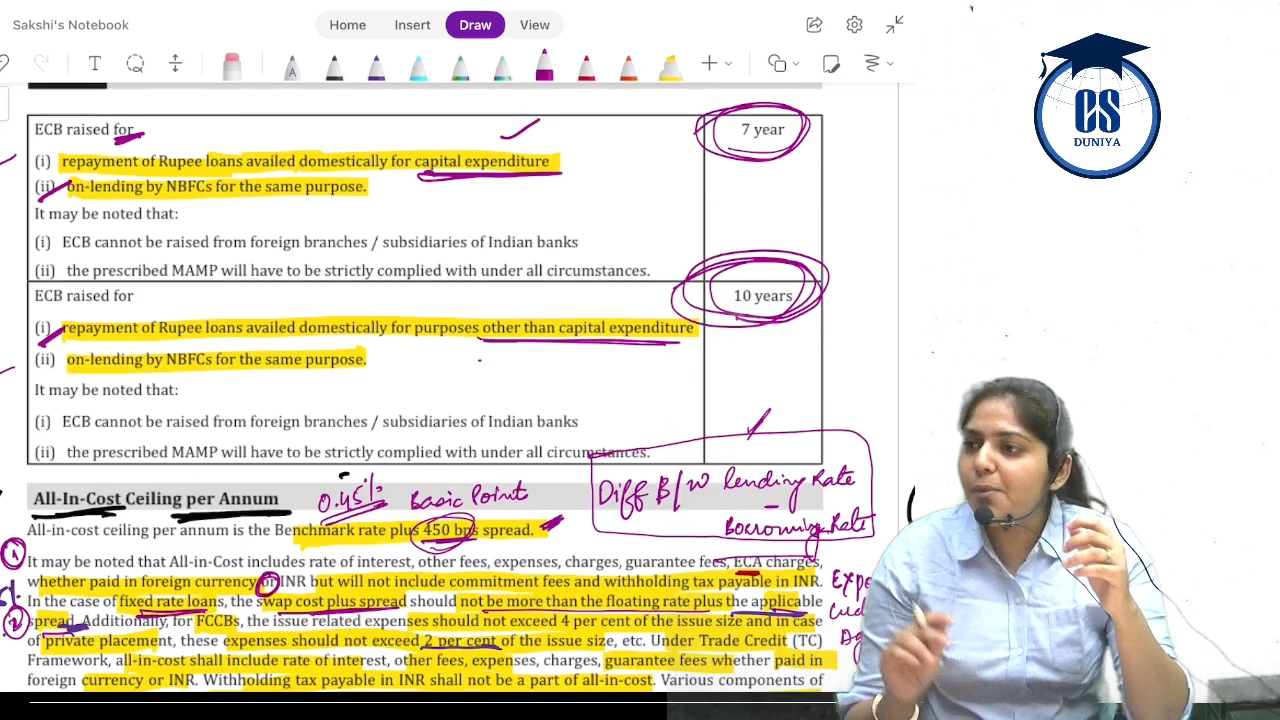 Sakshi's Notebook
Home Insert Draw View
CS
DUNIYA
ECB raised for
7 year
(i) repayment of Rupee loans availed domestically for capital expenditure
(ii) on-lending by NBFCs for the same purpose.
It may be noted that:
(i) ECB cannot be raised from foreign branches / subsidiaries of Indian banks
(ii) the prescribed MAMP will have to be strictly complied with under all circumstances.
ECB raised for
10 years
(i) repayment of Rupee loans availed domestically for purposes other than capital expenditure
(ii) on-lending by NBFCs for the same purpose.
It may be noted that:
(i) ECB cannot be raised from foreign branches / subsidiaries of Indian banks
(ii) the prescribed MAMP will have to be strictly complied with under all circumstances.
Diff B/w lending Rate
Borrowing Rate
All-In-Cost Ceiling per Annum
0.45% Basic Point
All-in-cost ceiling per annum is the Benchmark rate plus 450 bps spread.
1
It may be noted that All-in-Cost includes rate of interest, other fees, expenses, charges, guarantee fees, ECA charges,
whether paid in foreign currency or INR but will not include commitment fees and withholding tax payable in INR.
In the case of fixed rate loans, the swap cost plus spread should not be more than the floating rate plus the applicable
2
spread. Additionally, for FCCBs, the issue related expenses should not exceed 4 per cent of the issue size and in case
of private placement, these expenses should not exceed 2 per cent of the issue size, etc. Under Trade Credit (TC)
Framework, all-in-cost shall include rate of interest, other fees, expenses, charges, guarantee fees whether paid in
foreign currency or INR. Withholding tax payable in INR shall not be a part of all-in-cost. Various components of